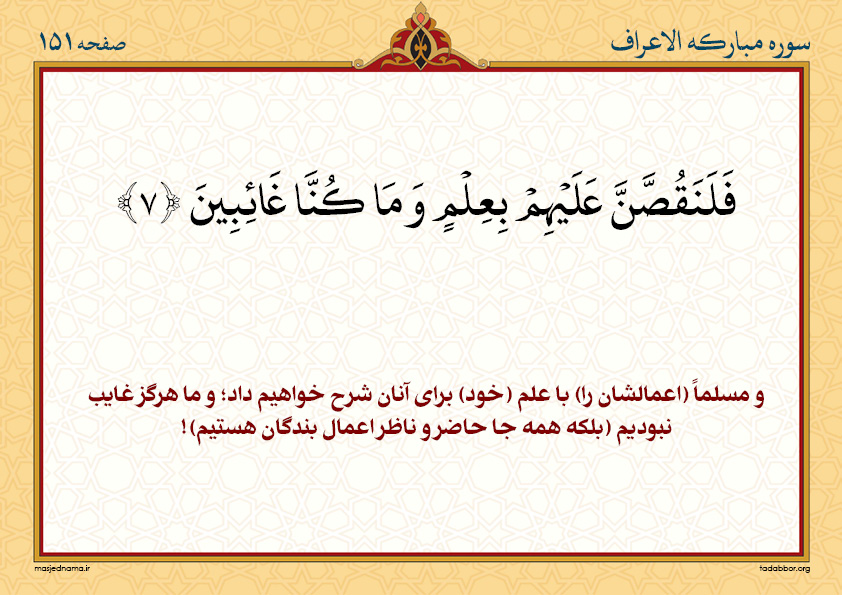 سوره مبارکه الاعراف
صفحه ۱۵۱
فَلَنَقُصَّنَّ عَلَيْهِمْ بِعِلْمٍ وَ مَا كُنَّا غَائِبِينَ ﴿۷﴾
و مسلماً (اعمالشان را) با علم (خود) برای آنان شرح خواهیم داد؛ و ما هرگز غایب
نبودیم (بلکه همه جا حاضر و ناظر اعمال بندگان هستیم)!
masjednama.ir
tadabbor.org